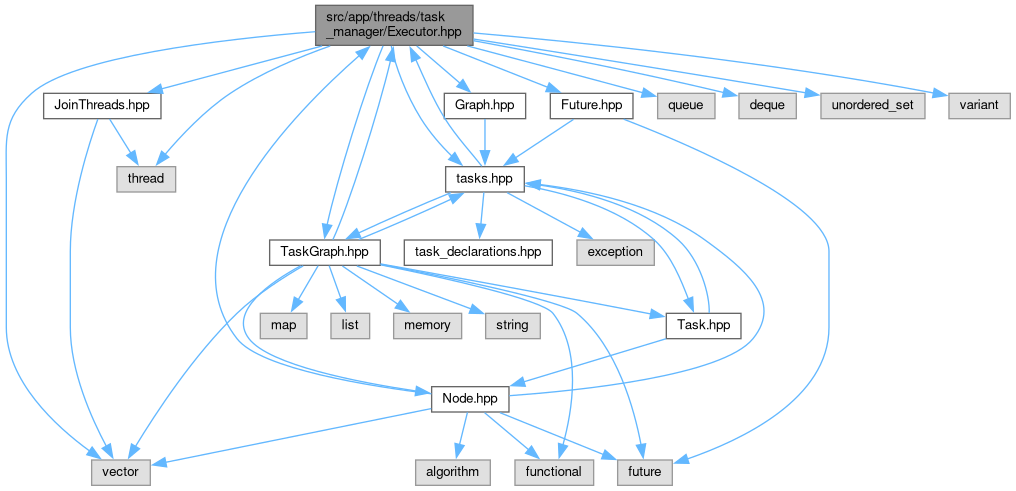 src/app/threads/task
_manager/Executor.hpp
JoinThreads.hpp
Graph.hpp
Future.hpp
queue
deque
unordered_set
variant
thread
tasks.hpp
TaskGraph.hpp
task_declarations.hpp
exception
map
list
memory
string
Task.hpp
Node.hpp
vector
algorithm
functional
future